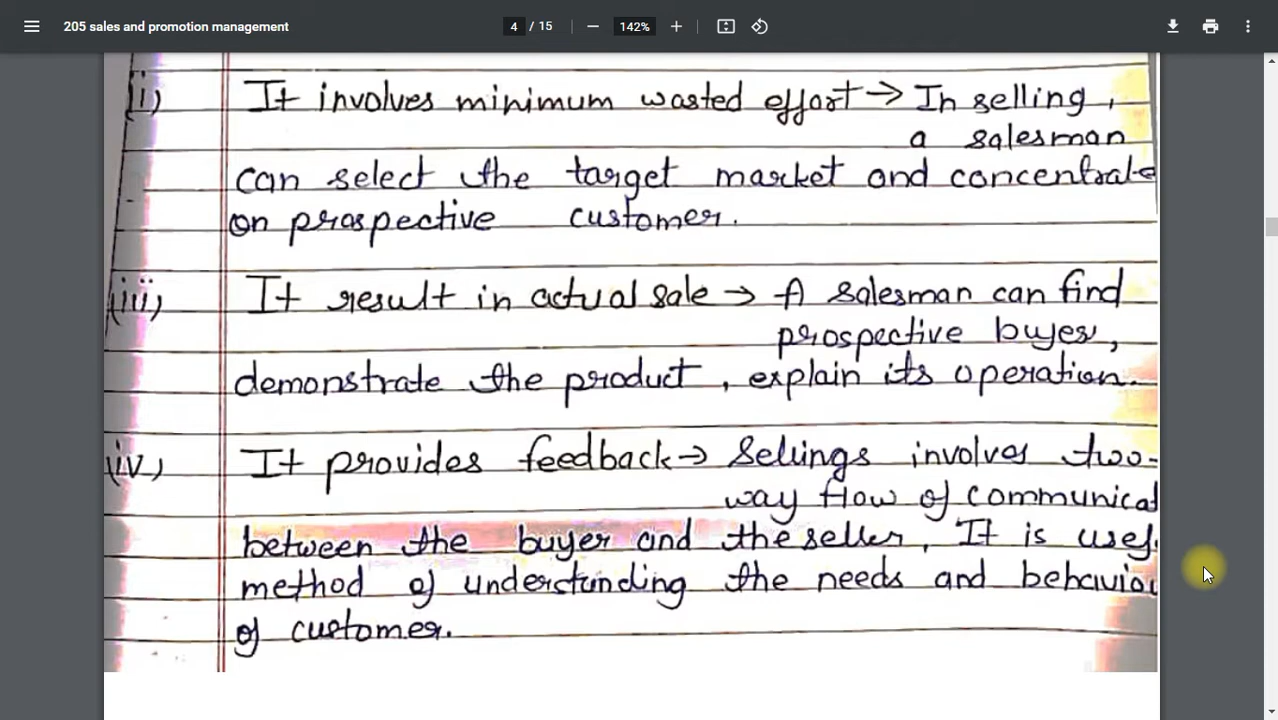 205 sales and promotion management
4 / 15
142%
(i) It involves minimum wasted effort → In selling,
a salesman
can select the target market and concentrate
on prospective customer.
(iii) It result in actual sale → A salesman can find
prospective buyer,
demonstrate the product, explain its operation.
(iv) It provides feedback → Sellings involves two-
way flow of communicat
between the buyer and the seller. It is usef
method of understanding the needs and behavio
of customer.